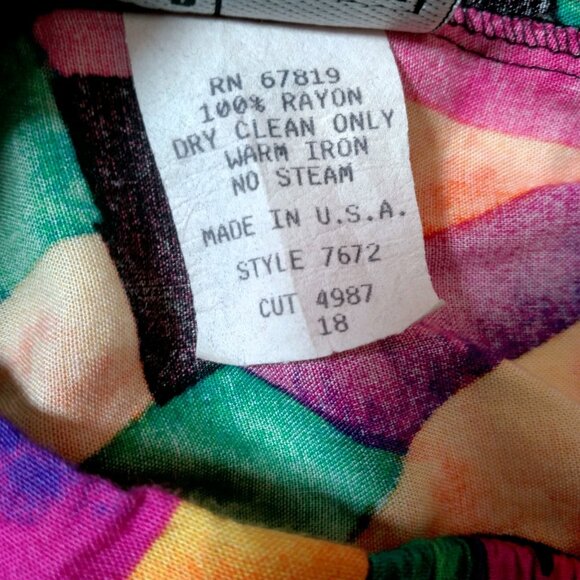 RN 67819
100% RAYON
DRY CLEAN ONLY
WARM IRON
NO STEAM
MADE IN U.S.A.
STYLE 7672
CUT 4987
18